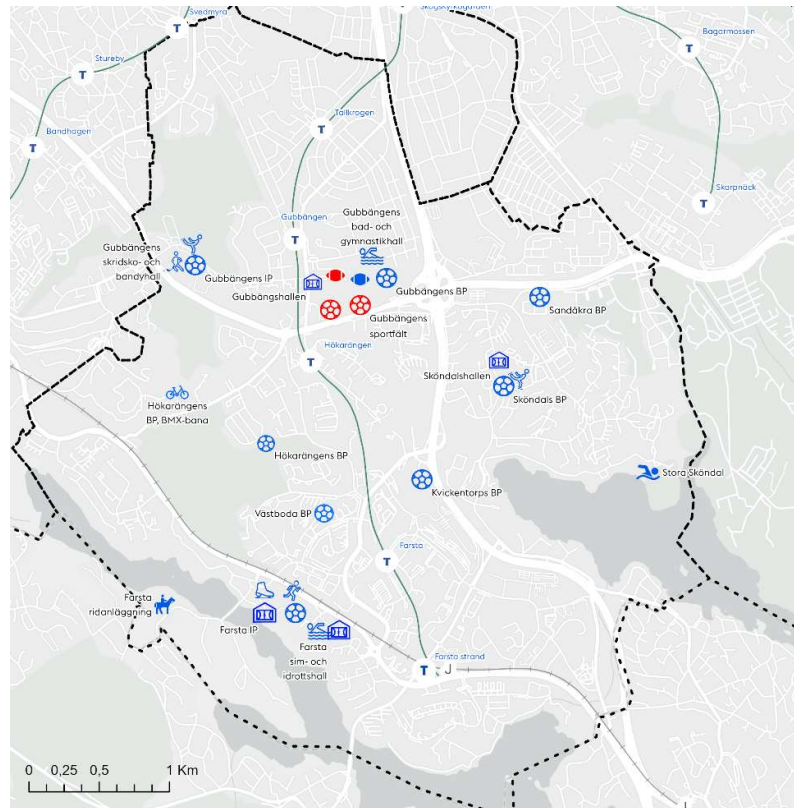 Svedmyra
Skogskyrkogården
Bagarmossen
Stureby
T
T
T
Tallkrogen
Bandhagen
T
T
Skarpnäck
T
Gubbängen
T
Gubbängens
bad- och
gymnastikhall
Gubbängens
skridsko- och
bandyhall
Gubbängens IP
Gubbängshallen
Gubbängens BP
Gubbängens
sportfält
Sandåkra BP
Hökarängen
T
Sköndalshallen
Sköndals BP
Hökarängens
BP, BMX-bana
Hökarängens BP
Stora Sköndal
Kvickentorps BP
Västboda BP
Farsta
T
Farsta
ridanläggning
Farsta IP
Farsta
sim- och
idrottshall
Farsta strand
T
J
0 0,25 0,5 1 Km